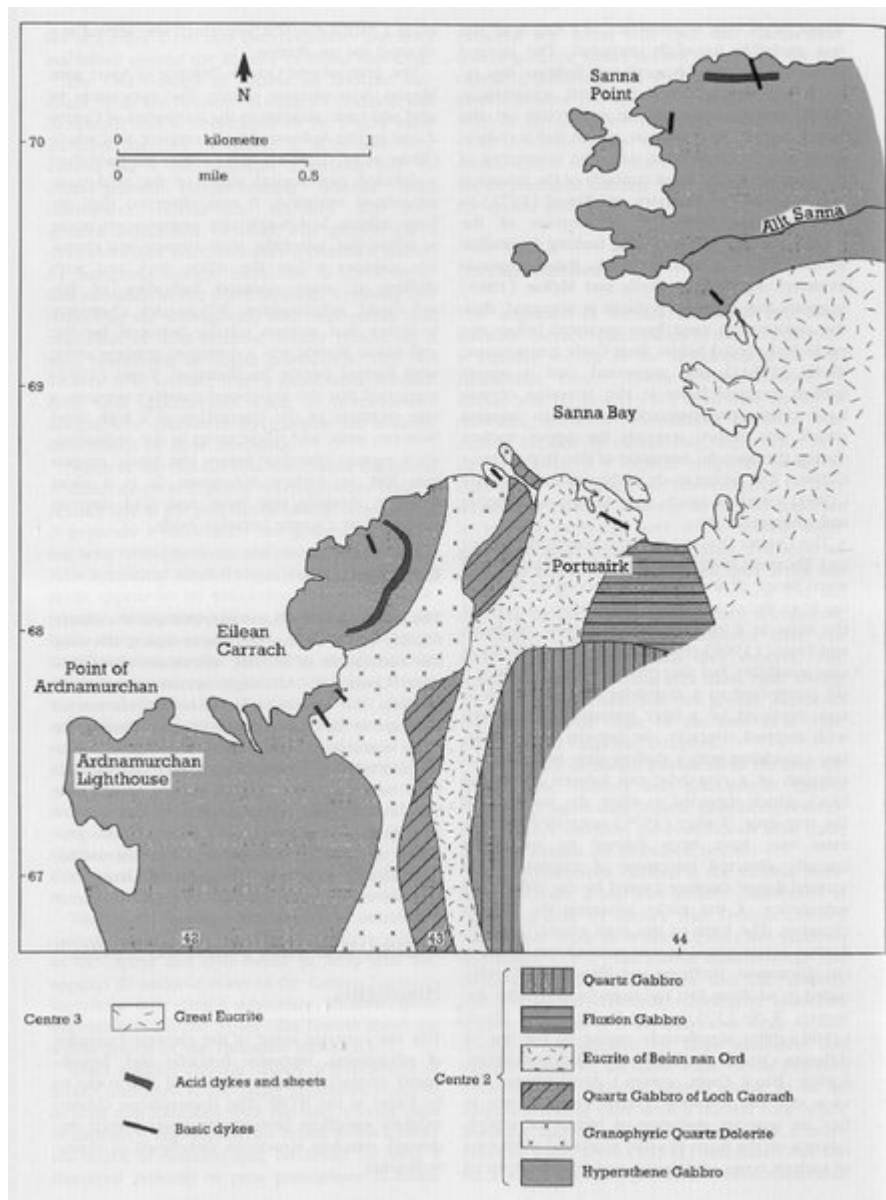 Sanna
Point
N
70
0 kilometre 1
0 mile 0.5
Allt Sanna
69
Sanna Bay
Portuairk
Eilean
Carrach
68
Point of
Ardnamurchan
Ardnamurchan
Lighthouse
67
42 43 44
Centre 3
Great Eucrite
Acid dykes and sheets
Basic dykes
Centre 2
Quartz Gabbro
Fluxion Gabbro
Eucrite of Beinn nan Ord
Quartz Gabbro of Loch Caorach
Granophyric Quartz Dolerite
Hypersthene Gabbro